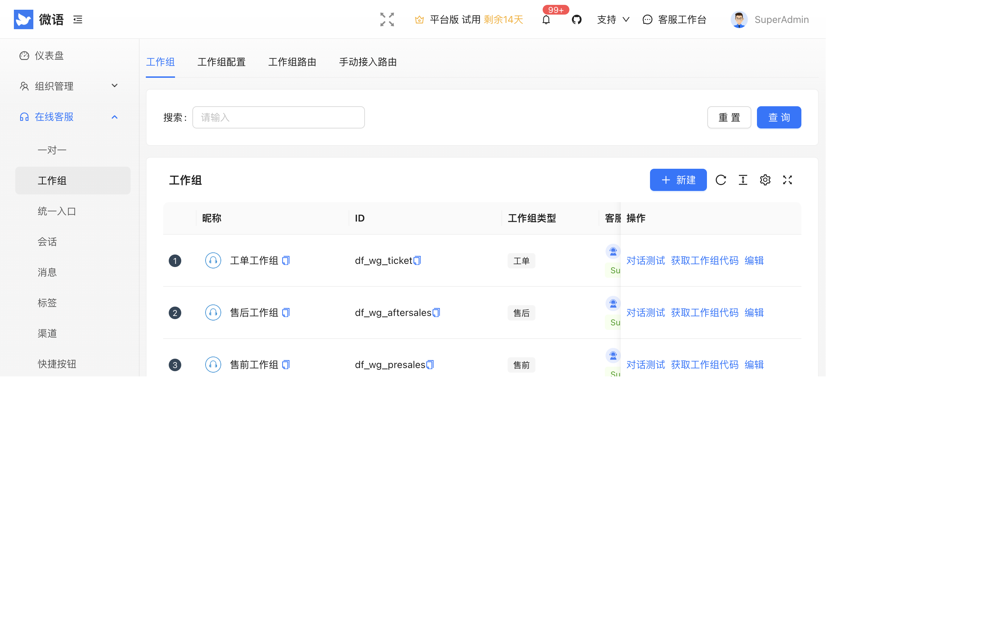 微语
平台版 试用 剩余14天
99+
支持
客服工作台
SuperAdmin
仪表盘
组织管理
在线客服
一对一
工作组
统一入口
会话
消息
标签
渠道
快捷按钮
工作组 工作组配置 工作组路由 手动接入路由
搜索: 请输入 重置 查询
工作组 新建
昵称 ID 工作组类型 客服 操作
1 工单工作组 df_wg_ticket 工单 Su 对话测试 获取工作组代码 编辑
2 售后工作组 df_wg_aftersales 售后 Su 对话测试 获取工作组代码 编辑
3 售前工作组 df_wg_presales 售前 Su 对话测试 获取工作组代码 编辑